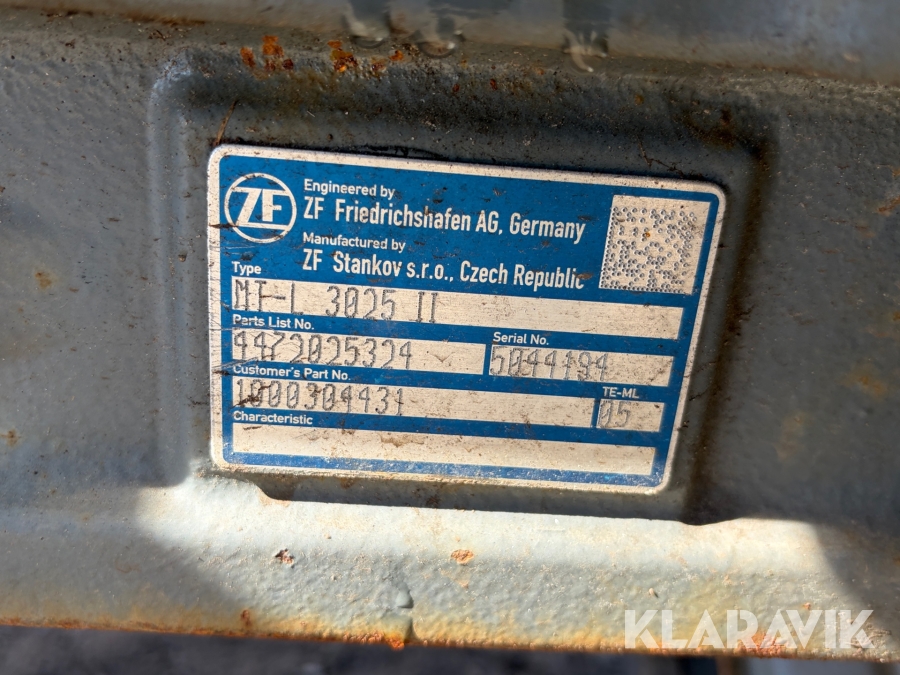 ZF
Engineered by
ZF Friedrichshafen AG, Germany
Manufactured by
ZF Stankov s.r.o., Czech Republic
Type
MT-L 3025 II
Parts List No.
4472025324
Serial No.
5044194
Customer's Part No.
1000304431
TE-ML
05
Characteristic
KLARAVIK